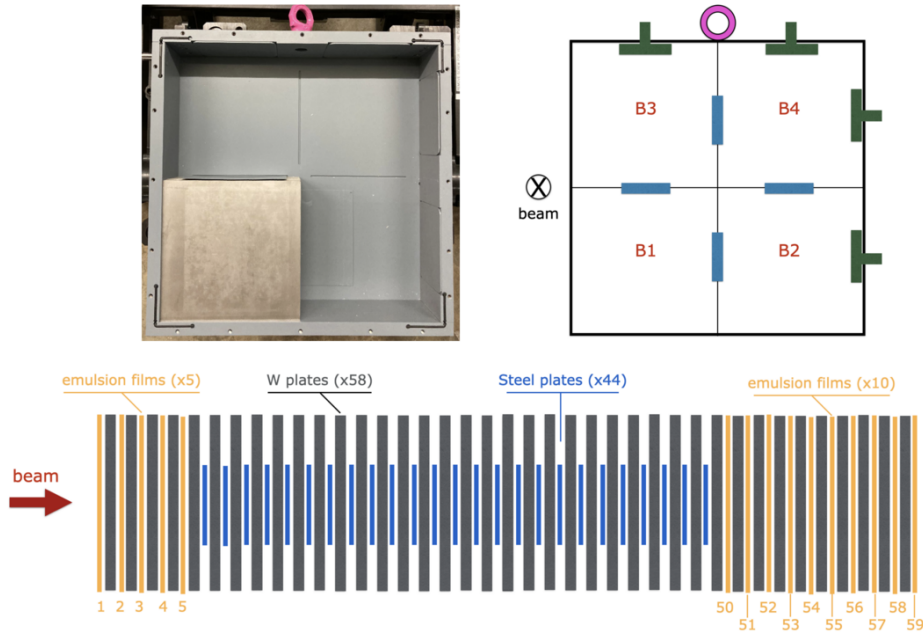 B3
B4
X
beam
B1
B2
emulsion films (x5)
W plates (x58)
Steel plates (x44)
emulsion films (x10)
beam
1
2
3
4
5
50
51
52
53
54
55
56
57
58
59